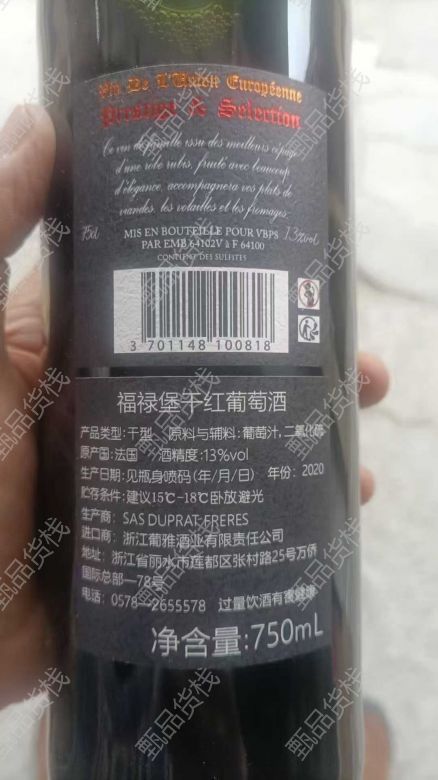 Vin De L'Union Européenne
Prestige & Selection
Ce vin de famille issu des meilleurs cépages
d'une robe rubis, fruité avec beaucoup
d'élégance, accompagnera vos plats de
viandes, les volailles et les fromages.
75cl MIS EN BOUTEILLE POUR VBPS 13%vol
PAR EMB 64102V à F 64100
CONTIENT DES SULFITES
3 701148 100818
福禄堡干红葡萄酒
产品类型:干型 原料与辅料:葡萄汁,二氧化硫
原产国:法国 酒精度:13%vol
生产日期:见瓶身喷码(年/月/日) 年份:2020
贮存条件:建议15℃-18℃卧放避光
生产商:SAS DUPRAT FRERES
进口商:浙江葡雅酒业有限责任公司
地址:浙江省丽水市莲都区张村路25号万侨
国际总部—78号
电话:0578-2655578 过量饮酒有害健康
净含量:750mL
甄品货栈